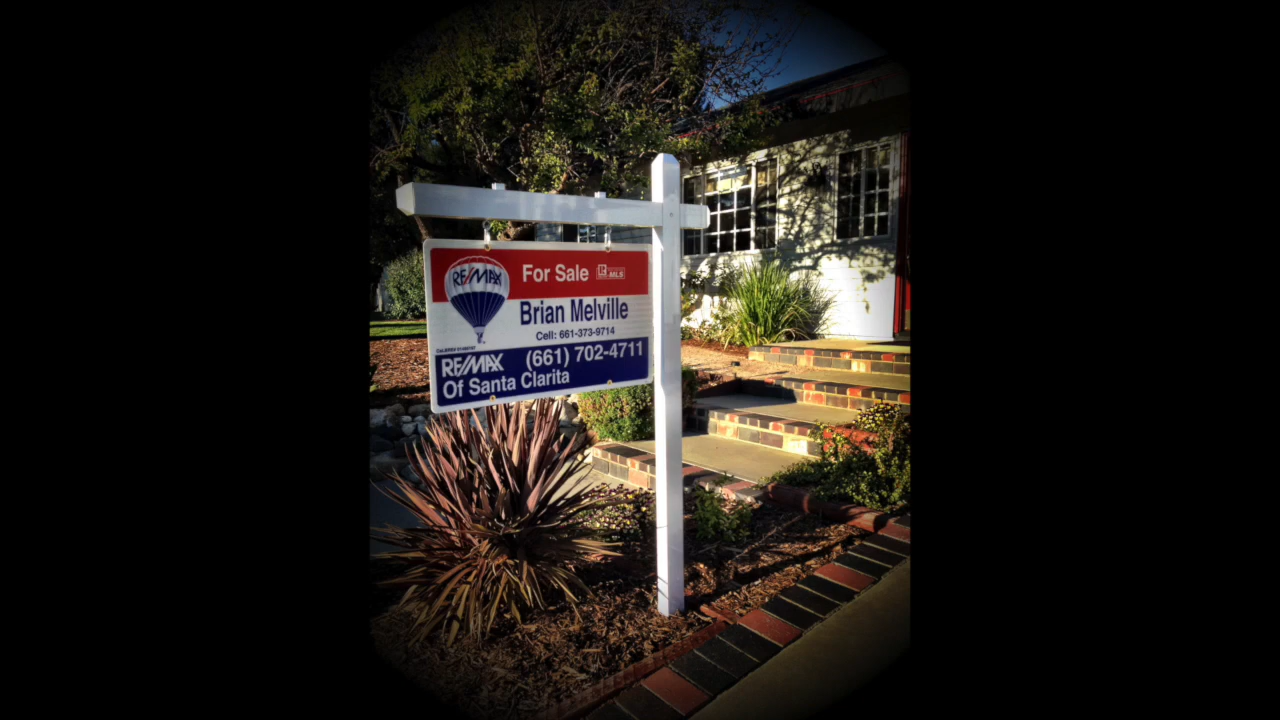 RE/MAX
For Sale
MLS
Brian Melville
Cell: 661-373-9714
RE/MAX (661) 702-4711
Of Santa Clarita